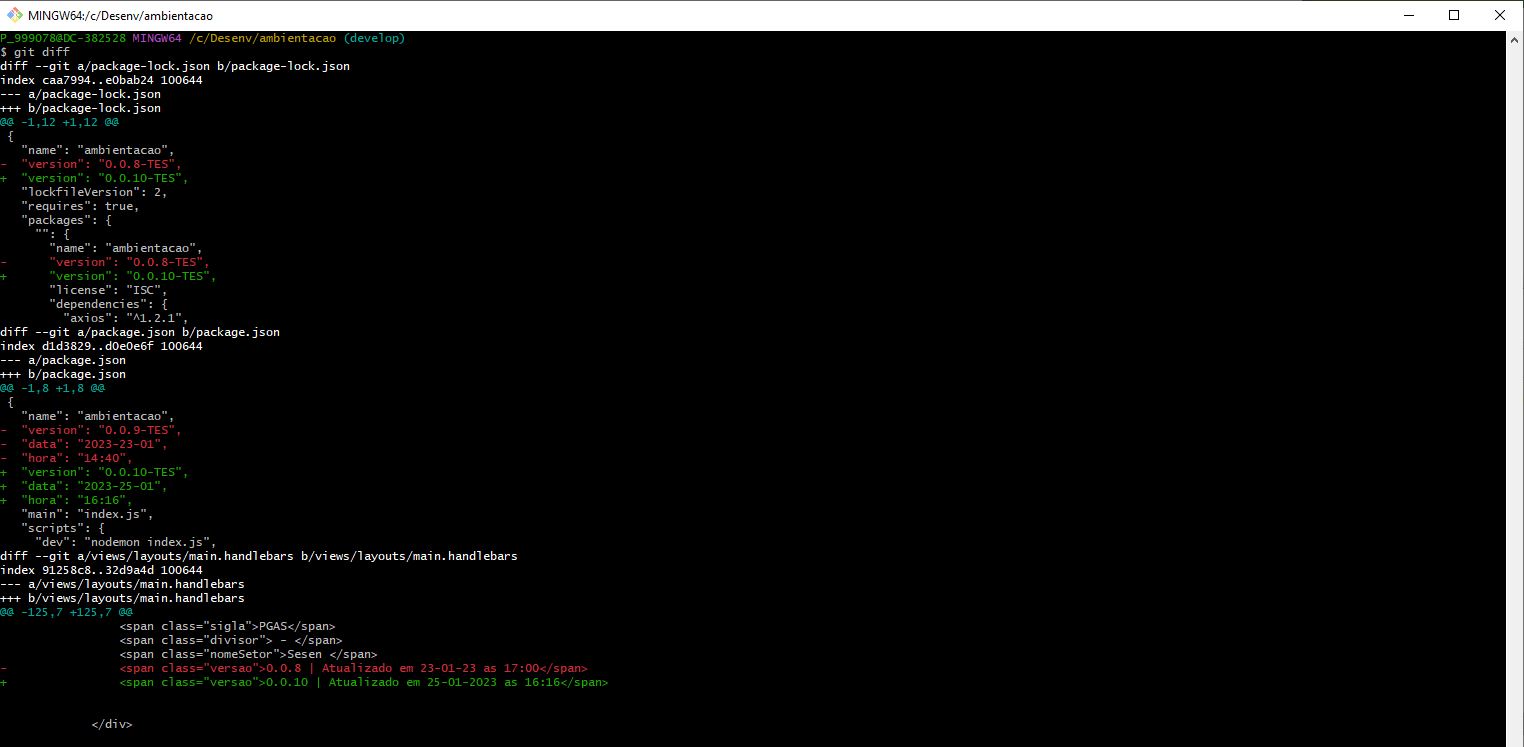 MINGW64:/c/Desenv/ambientacao
P_999078@DC-382528 MINGW64 /c/Desenv/ambientacao (develop)
$ git diff
diff --git a/package-lock.json b/package-lock.json
index caa7994..e0bab24 100644
--- a/package-lock.json
+++ b/package-lock.json
@@ -1,12 +1,12 @@
 {
   "name": "ambientacao",
-  "version": "0.0.8-TES",
+  "version": "0.0.10-TES",
   "lockfileVersion": 2,
   "requires": true,
   "packages": {
     "": {
       "name": "ambientacao",
-      "version": "0.0.8-TES",
+      "version": "0.0.10-TES",
       "license": "ISC",
       "dependencies": {
         "axios": "^1.2.1",
diff --git a/package.json b/package.json
index d1d3829..d0e0e6f 100644
--- a/package.json
+++ b/package.json
@@ -1,8 +1,8 @@
 {
   "name": "ambientacao",
-  "version": "0.0.9-TES",
-  "data": "2023-23-01",
-  "hora": "14:40",
+  "version": "0.0.10-TES",
+  "data": "2023-25-01",
+  "hora": "16:16",
   "main": "index.js",
   "scripts": {
     "dev": "nodemon index.js",
diff --git a/views/layouts/main.handlebars b/views/layouts/main.handlebars
index 91258c8..32d9a4d 100644
--- a/views/layouts/main.handlebars
+++ b/views/layouts/main.handlebars
@@ -125,7 +125,7 @@
                 <span class="sigla">PGAS</span>
                 <span class="divisor"> - </span>
                 <span class="nomeSetor">Sesen </span>
-                <span class="versao">0.0.8 | Atualizado em 23-01-23 as 17:00</span>
+                <span class="versao">0.0.10 | Atualizado em 25-01-2023 as 16:16</span>
             </div>